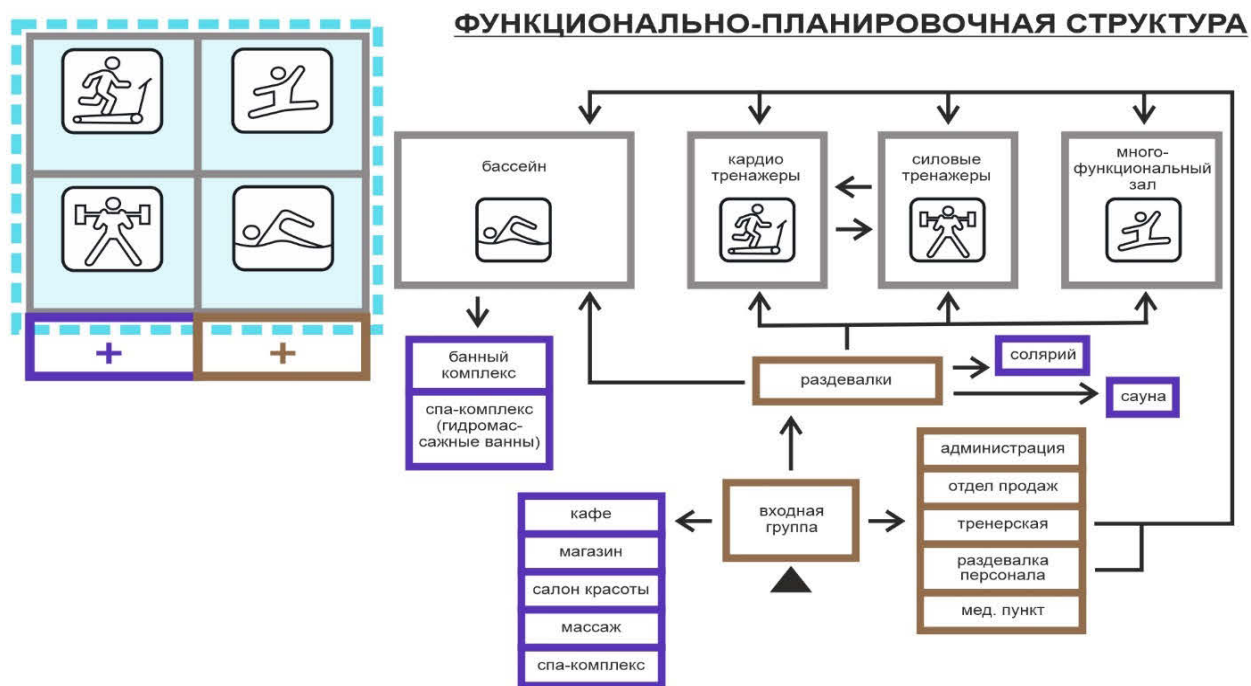 ФУНКЦИОНАЛЬНО-ПЛАНИРОВОЧНАЯ СТРУКТУРА
+
+
бассейн
кардио
тренажеры
силовые
тренажеры
много-
функциональный
зал
банный
комплекс
спа-комплекс
(гидромас-
сажные ванны)
раздевалки
солярий
сауна
входная
группа
кафе
магазин
салон красоты
массаж
спа-комплекс
администрация
отдел продаж
тренерская
раздевалка
персонала
мед. пункт